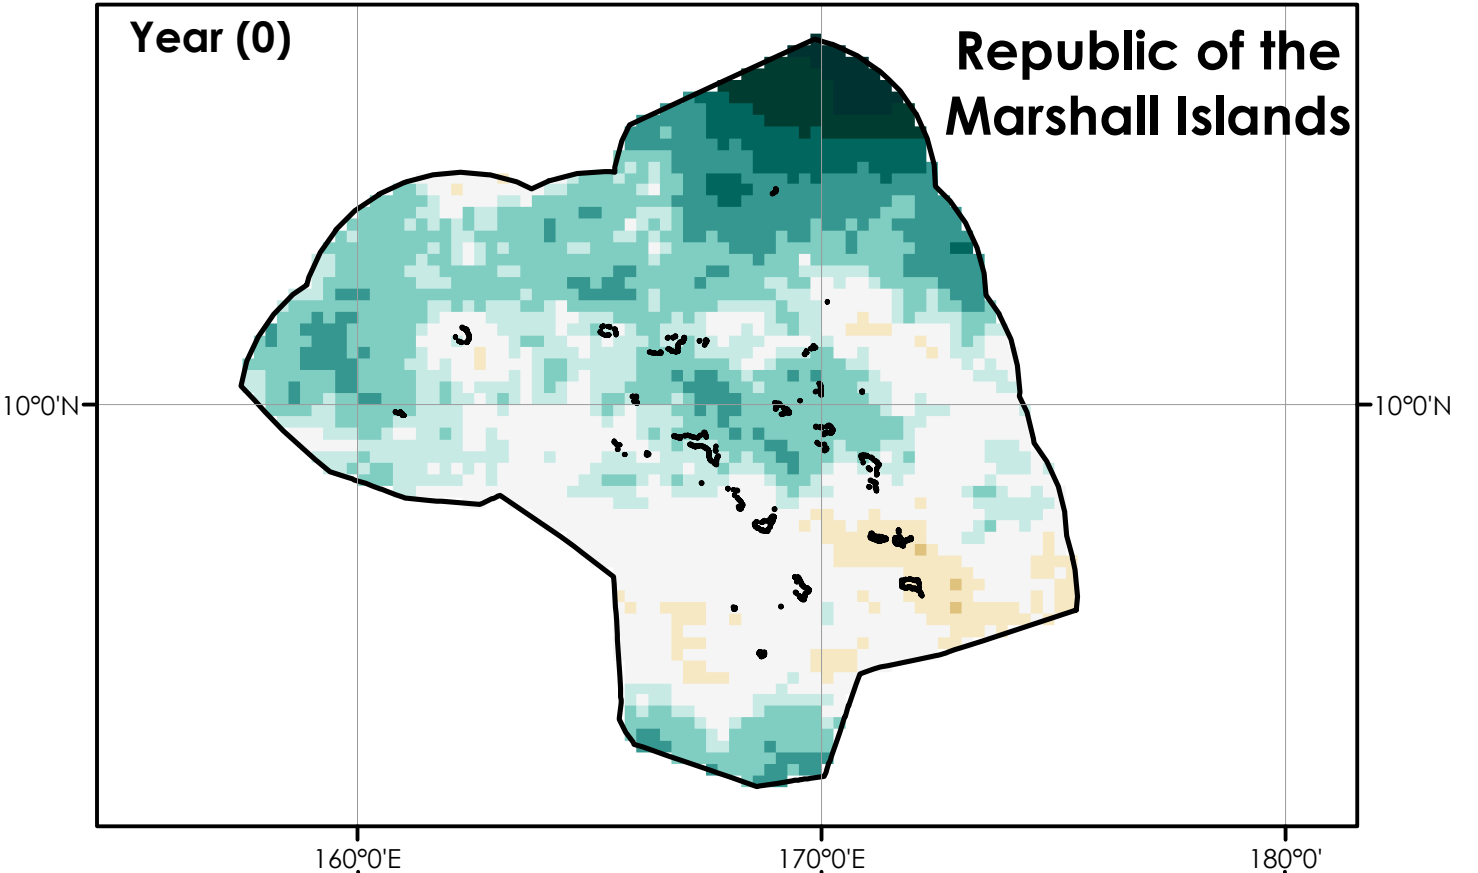 Year (0)
Republic of the
Marshall Islands
10°0'N
10°0'N
160°0'E
170°0'E
180°0'